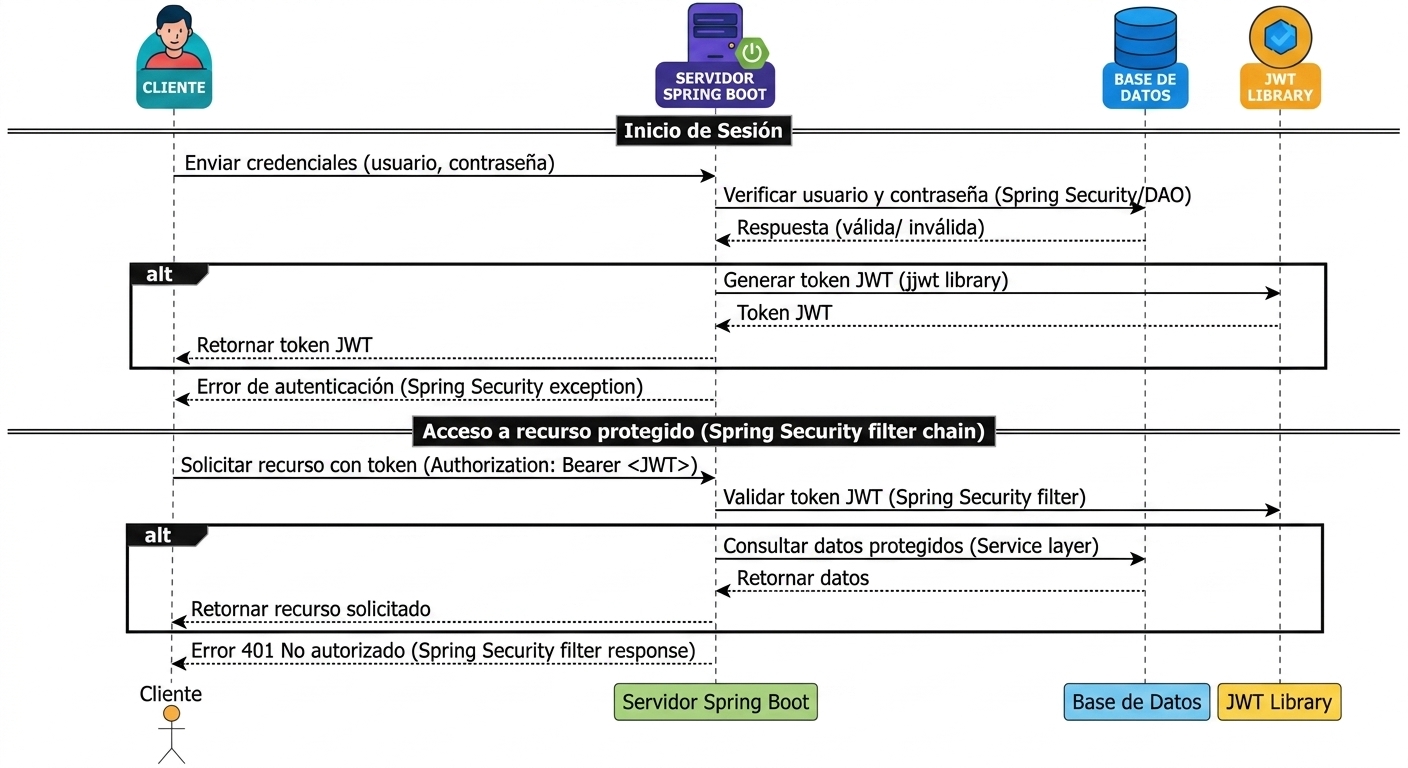 CLIENTE
SERVIDOR
SPRING BOOT
BASE DE
DATOS
JWT
LIBRARY
Inicio de Sesión
Enviar credenciales (usuario, contraseña)
Verificar usuario y contraseña (Spring Security/DAO)
Respuesta (válida/ inválida)
alt
Generar token JWT (jjwt library)
Token JWT
Retornar token JWT
Error de autenticación (Spring Security exception)
Acceso a recurso protegido (Spring Security filter chain)
Solicitar recurso con token (Authorization: Bearer <JWT>)
Validar token JWT (Spring Security filter)
alt
Consultar datos protegidos (Service layer)
Retornar datos
Retornar recurso solicitado
Error 401 No autorizado (Spring Security filter response)
Cliente
Servidor Spring Boot
Base de Datos
JWT Library